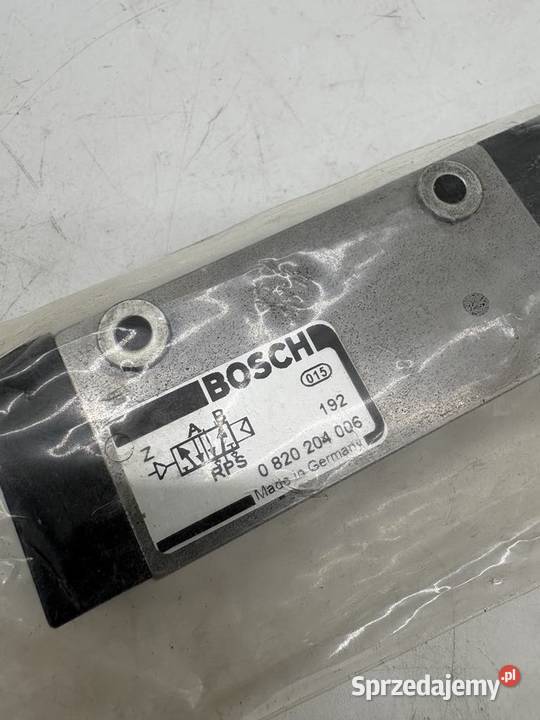 BOSCH
015
A B
192
Z
RPS
0 820 204 006
Made in Germany
Sprzedajemy.pl